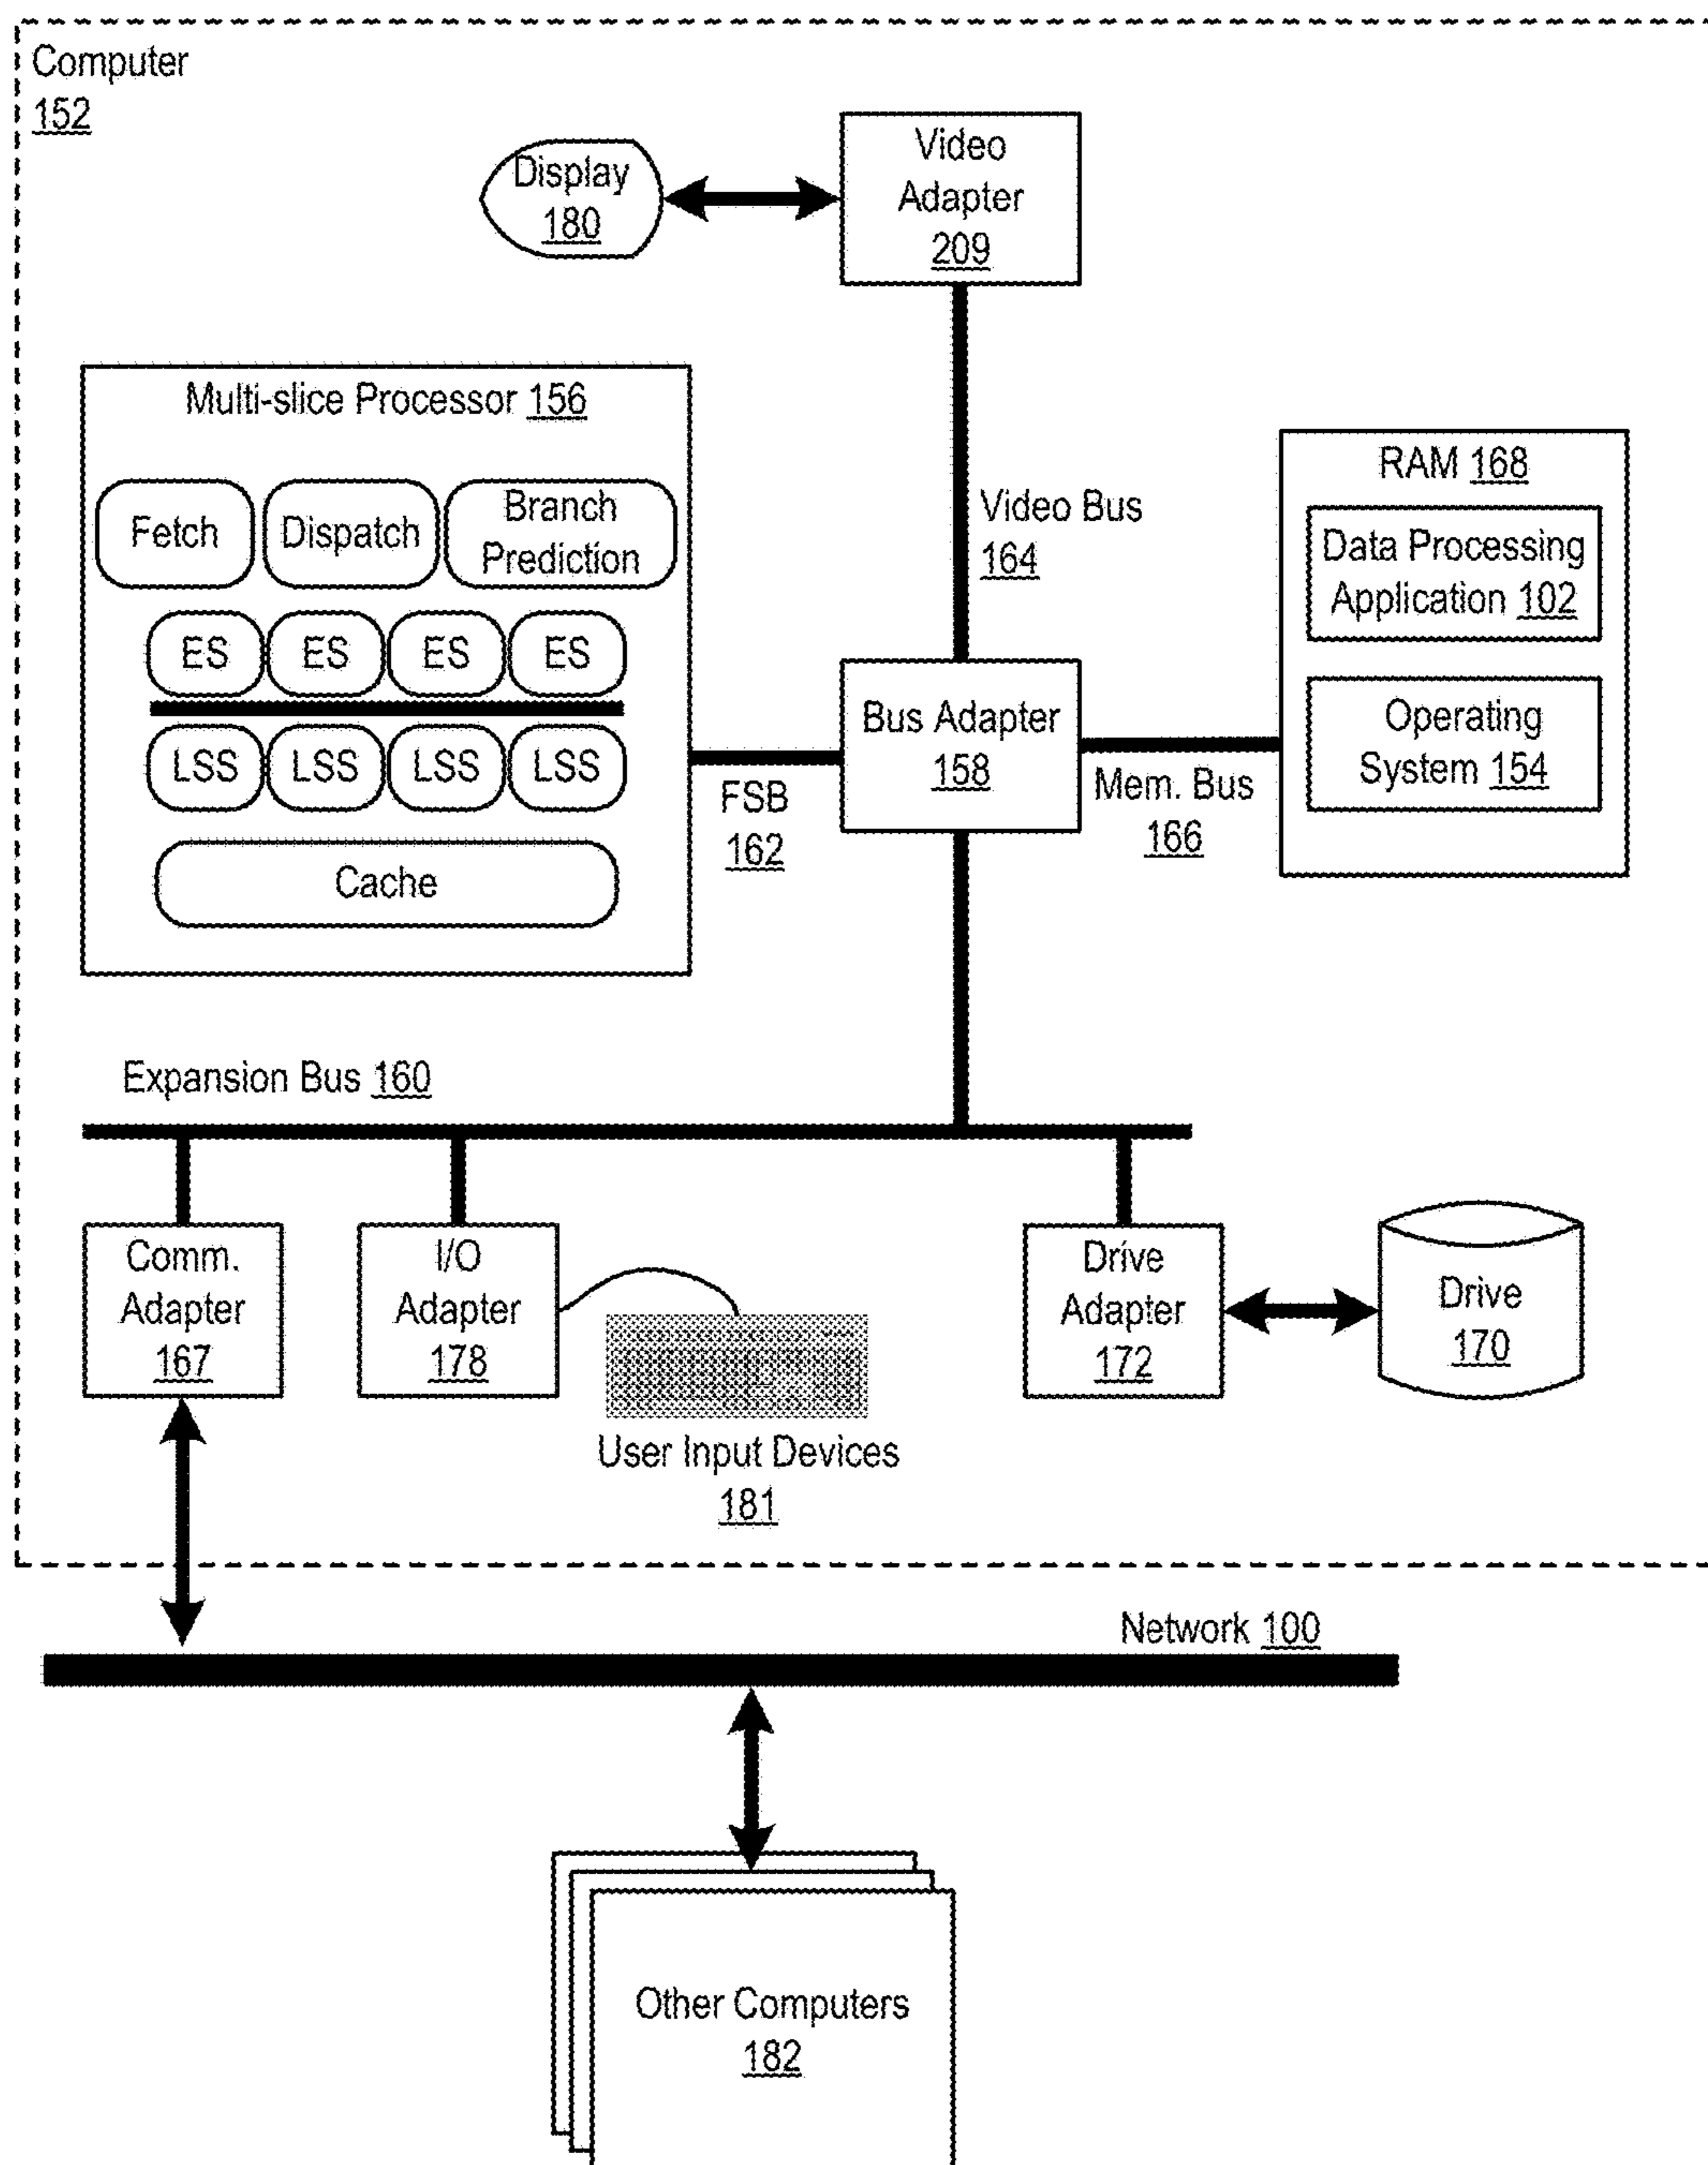 Computer
152
Display
180
Video
Adapter
209
Multi-slice Processor 156
Fetch
Dispatch
Branch
Prediction
ES
ES
ES
ES
LSS
LSS
LSS
LSS
Cache
Video Bus
164
RAM 168
Data Processing
Application 102
Operating
System 154
Bus Adapter
158
FSB
162
Mem. Bus
166
Expansion Bus 160
Comm.
Adapter
167
I/O
Adapter
178
User Input Devices
181
Drive
Adapter
172
Drive
170
Network 100
Other Computers
182